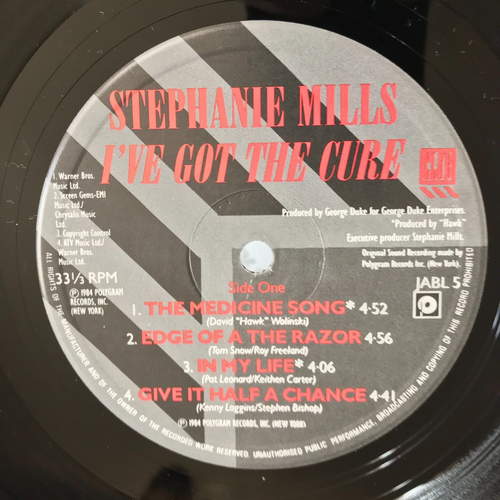 STEPHANIE MILLS
I'VE GOT THE CURE
CLUB
1. Warner Bros.
Music Ltd.
2. Screen Gems-EMI
Music Ltd./
Chrysalis Music
Ltd.
3. Copyright Control
4. ATV Music Ltd./
Warner Bros.
Music Ltd.
Produced by George Duke for George Duke Enterprises.
*Produced by "Hawk"
Executive producer Stephanie Mills.
Original Sound Recording made by
Polygram Records Inc. (New York).
33⅓ RPM
℗ 1984 POLYGRAM
RECORDS, INC.
(NEW YORK)
JABL 5
Side One
1. THE MEDICINE SONG* 4·52
(David "Hawk" Wolinski)
2. EDGE OF A THE RAZOR 4·56
(Tom Snow/Roy Freeland)
3. IN MY LIFE* 4·06
(Pat Leonard/Keithen Carter)
4. GIVE IT HALF A CHANCE 4·41
(Kenny Loggins/Stephen Bishop)
℗ 1984 POLYGRAM RECORDS, INC. (NEW YORK)
ALL RIGHTS OF THE MANUFACTURER AND OF THE OWNER OF THE RECORDED WORK RESERVED. UNAUTHORISED PUBLIC PERFORMANCE, BROADCASTING AND COPYING OF THIS RECORD PROHIBITED